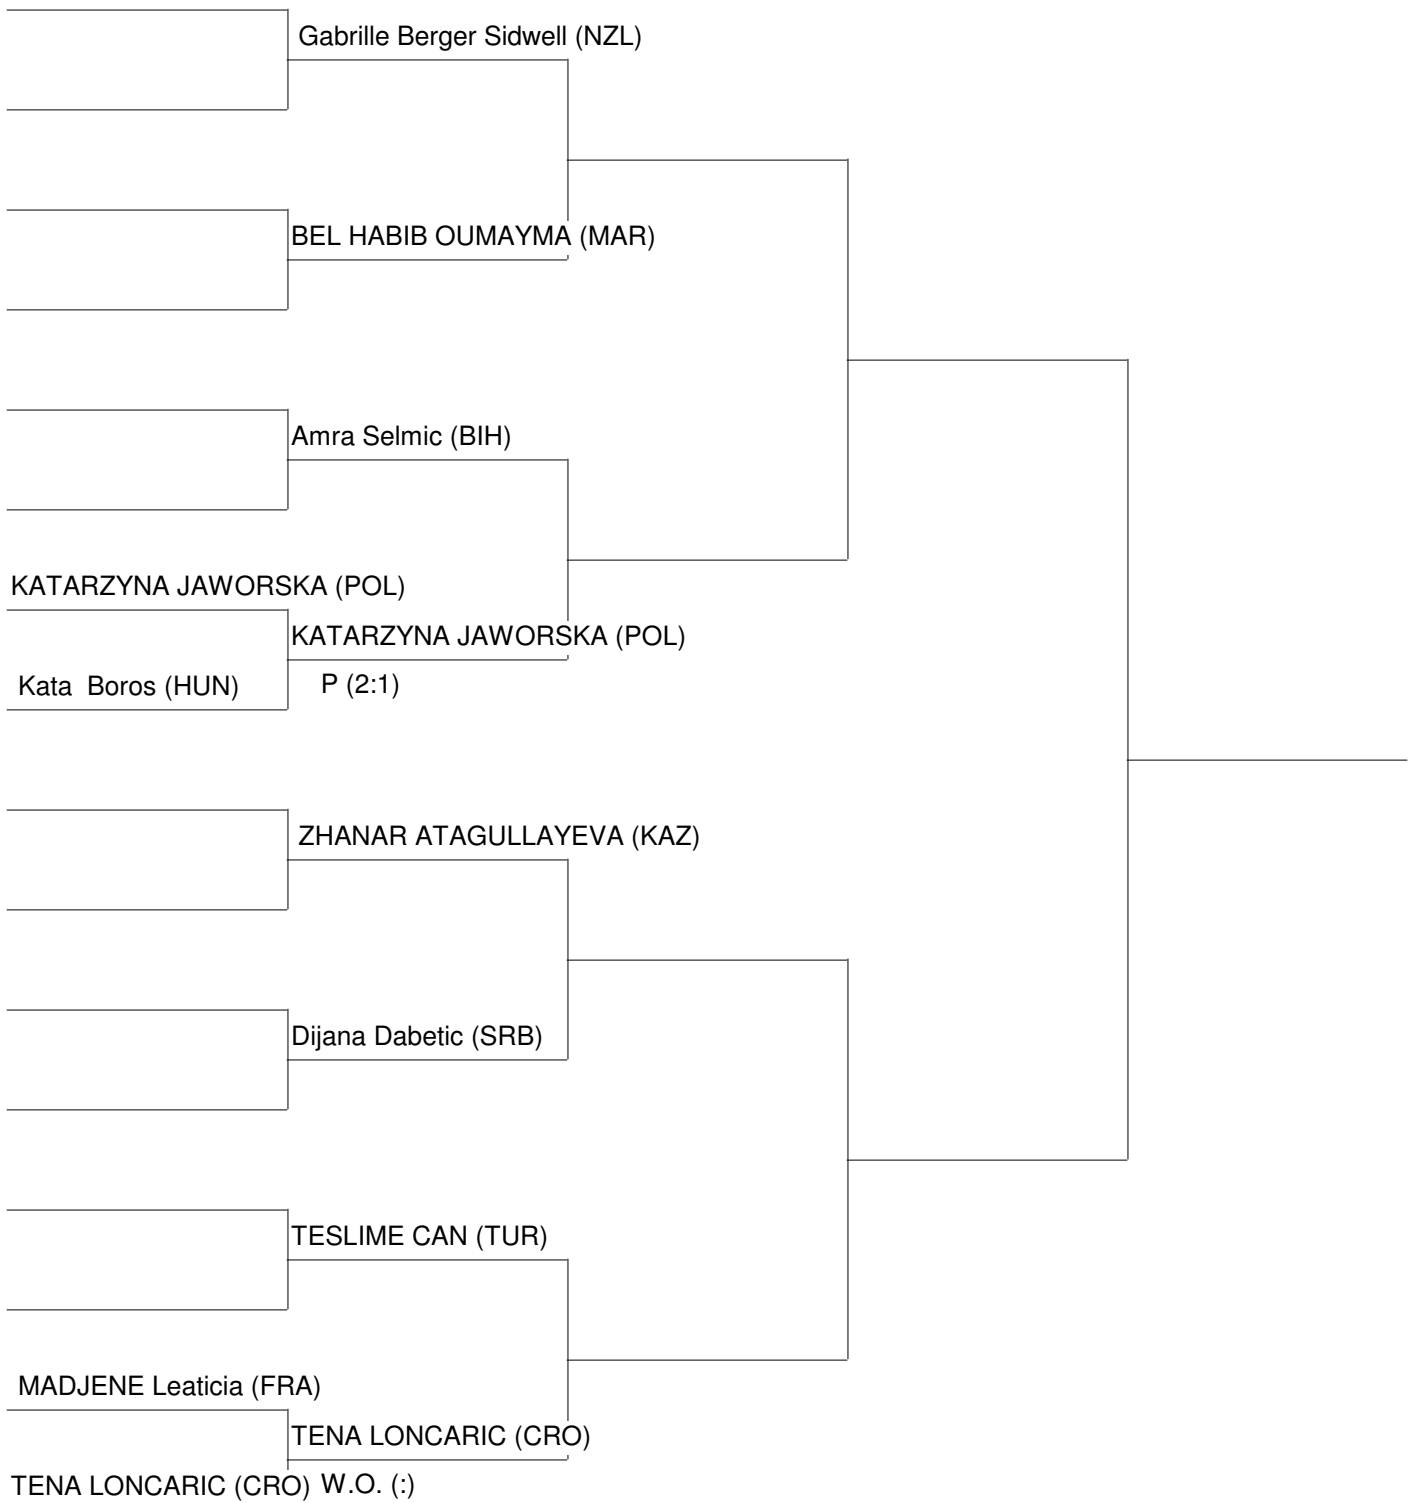 Gabrille Berger Sidwell (NZL)
BEL HABIB OUMAYMA (MAR)
Amra Selmic (BIH)
KATARZYNA JAWORSKA (POL)
KATARZYNA JAWORSKA (POL)
Kata  Boros (HUN)
P (2:1)
ZHANAR ATAGULLAYEVA (KAZ)
Dijana Dabetic (SRB)
TESLIME CAN (TUR)
MADJENE Leaticia (FRA)
TENA LONCARIC (CRO)
TENA LONCARIC (CRO)
W.O. (:)